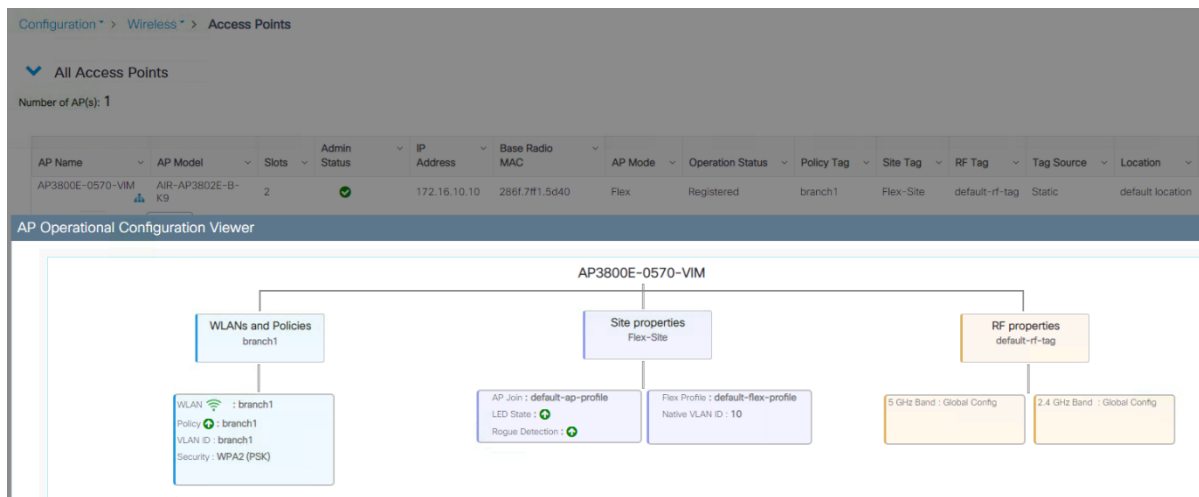 Configuration > Wireless > Access Points
All Access Points
Number of AP(s): 1
AP Name AP Model Slots Admin Status IP Address Base Radio MAC AP Mode Operation Status Policy Tag Site Tag RF Tag Tag Source Location
AP3800E-0570-VIM AIR-AP3802E-B-K9 2 172.16.10.10 286f.7ff1.5d40 Flex Registered branch1 Flex-Site default-rf-tag Static default location
AP Operational Configuration Viewer
AP3800E-0570-VIM
WLANs and Policies
branch1
Site properties
Flex-Site
RF properties
default-rf-tag
WLAN : branch1
Policy : branch1
VLAN ID : branch1
Security : WPA2 (PSK)
AP Join : default-ap-profile
LED State :
Rogue Detection :
Flex Profile : default-flex-profile
Native VLAN ID : 10
5 GHz Band : Global Config
2.4 GHz Band : Global Config